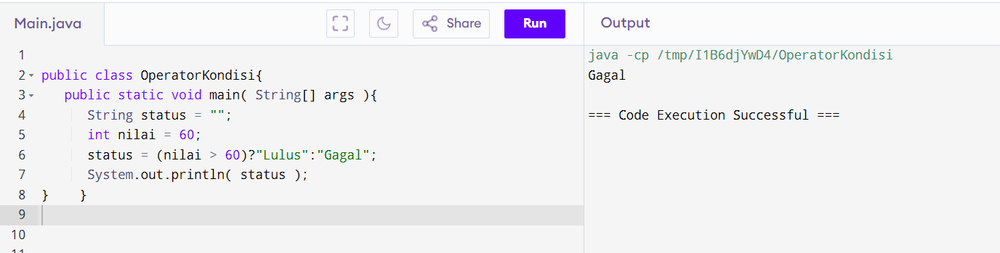 Main.java Share Run Output
1
2 public class OperatorKondisi{
3 public static void main( String[] args ){
4 String status = "";
5 int nilai = 60;
6 status = (nilai > 60)?"Lulus":"Gagal";
7 System.out.println( status );
8 } }
9
10
java -cp /tmp/I1B6djYwD4/OperatorKondisi
Gagal
=== Code Execution Successful ===